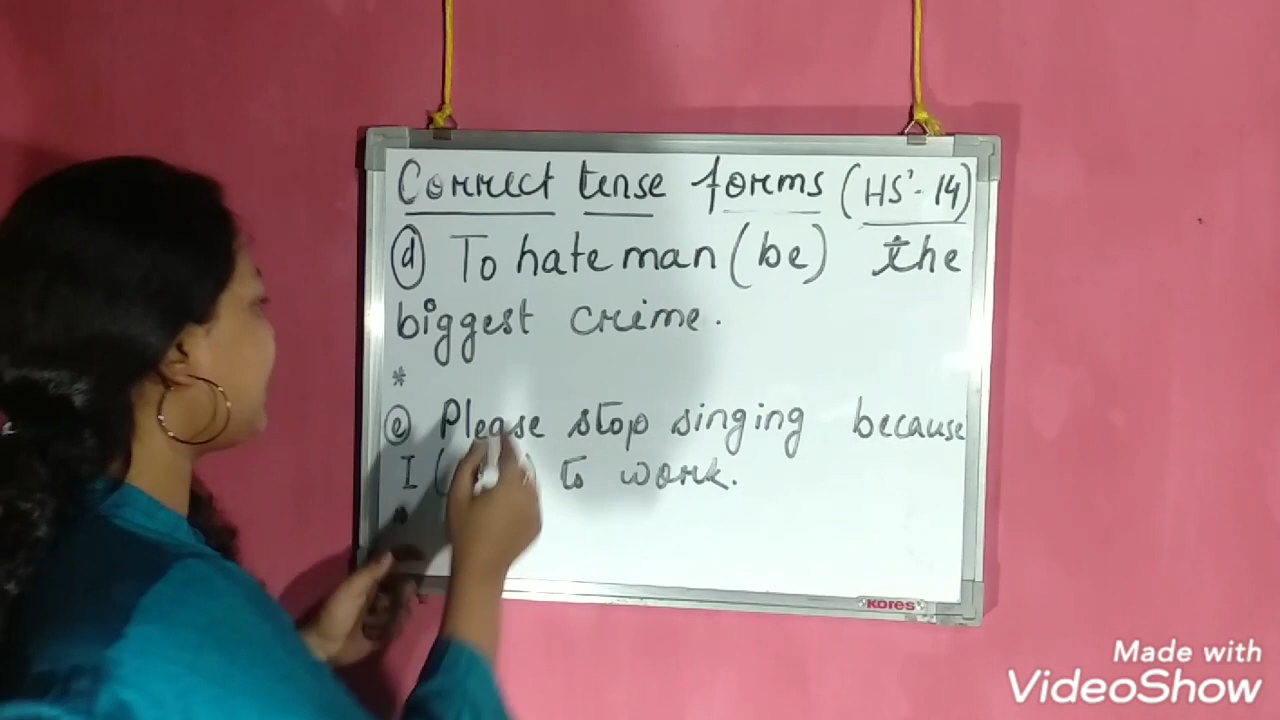 Correct tense forms (HS'-14)
(d) To hate man (be) the
biggest crime.
*
(e) Please stop singing because
I ( ) to work.
*
KORES
Made with
VideoShow